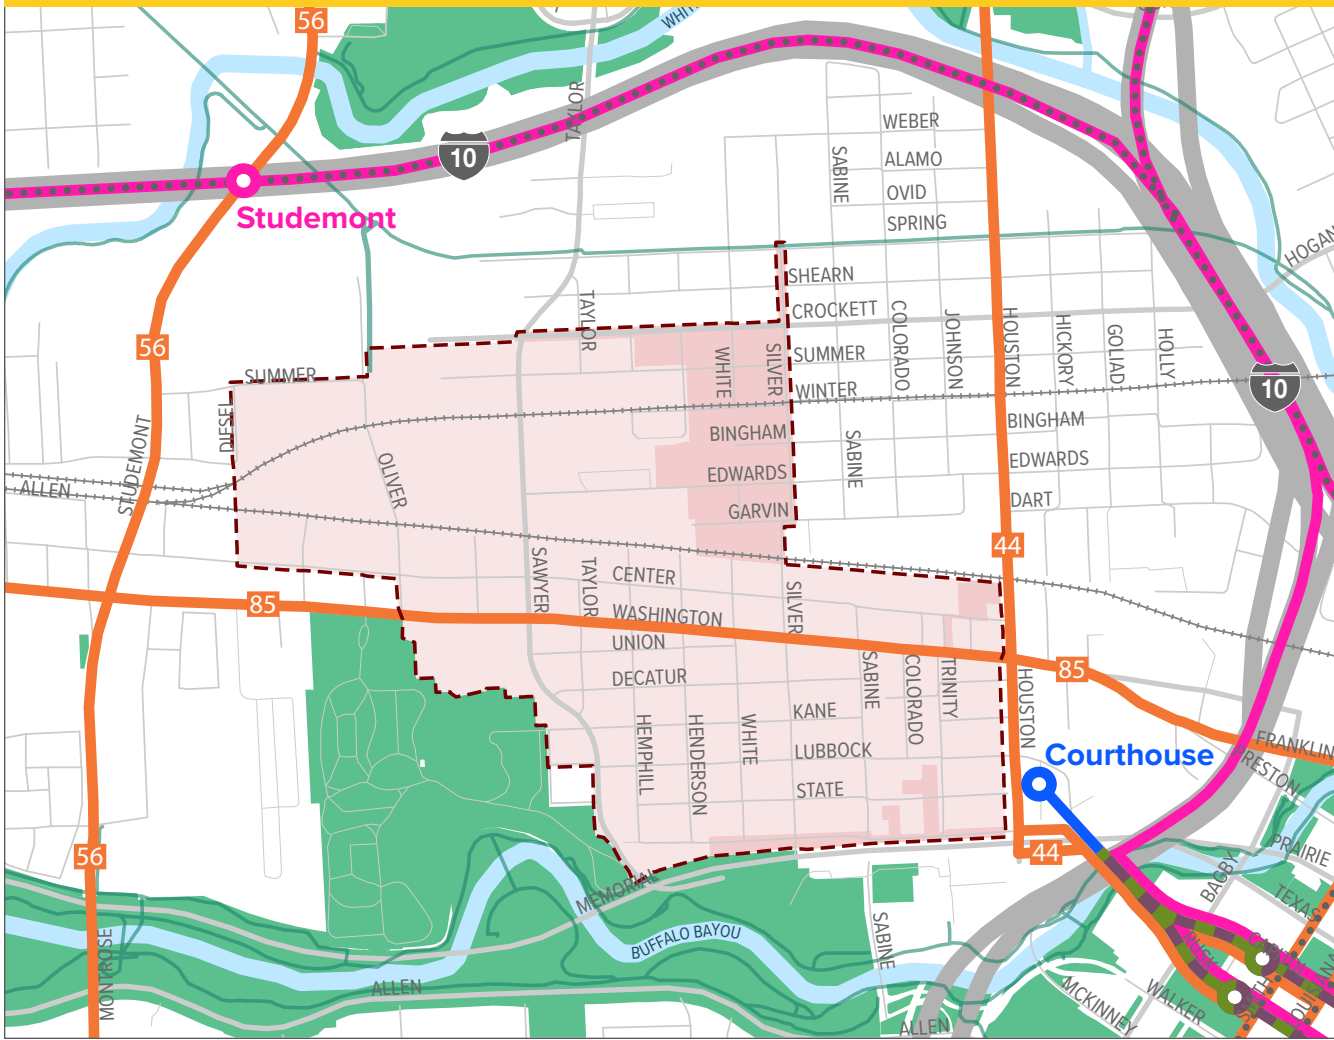 56
WHITE
TAYLOR
10
WEBER
SABINE
ALAMO
OVID
SPRING
Studemont
HOGAN
SHEARN
TAYLOR
CROCKETT
COLORADO
JOHNSON
HOUSTON
HICKORY
GOLIAD
HOLLY
56
WHITE
SILVER
SUMMER
SUMMER
WINTER
10
DIESEL
STUDEMONT
OLIVER
BINGHAM
BINGHAM
SABINE
EDWARDS
EDWARDS
ALLEN
GARVIN
DART
44
SAWYER
TAYLOR
CENTER
SILVER
85
WASHINGTON
UNION
DECATUR
SABINE
COLORADO
TRINITY
85
HOUSTON
KANE
HEMPHILL
HENDERSON
WHITE
LUBBOCK
STATE
Courthouse
FRANKLIN
PRESTON
56
44
PRAIRIE
BAGBY
TEXAS
MEMORIAL
BUFFALO BAYOU
SABINE
MONTROSE
ALLEN
RUSK
CAPITOL
MCKINNEY
WALKER
ALLEN